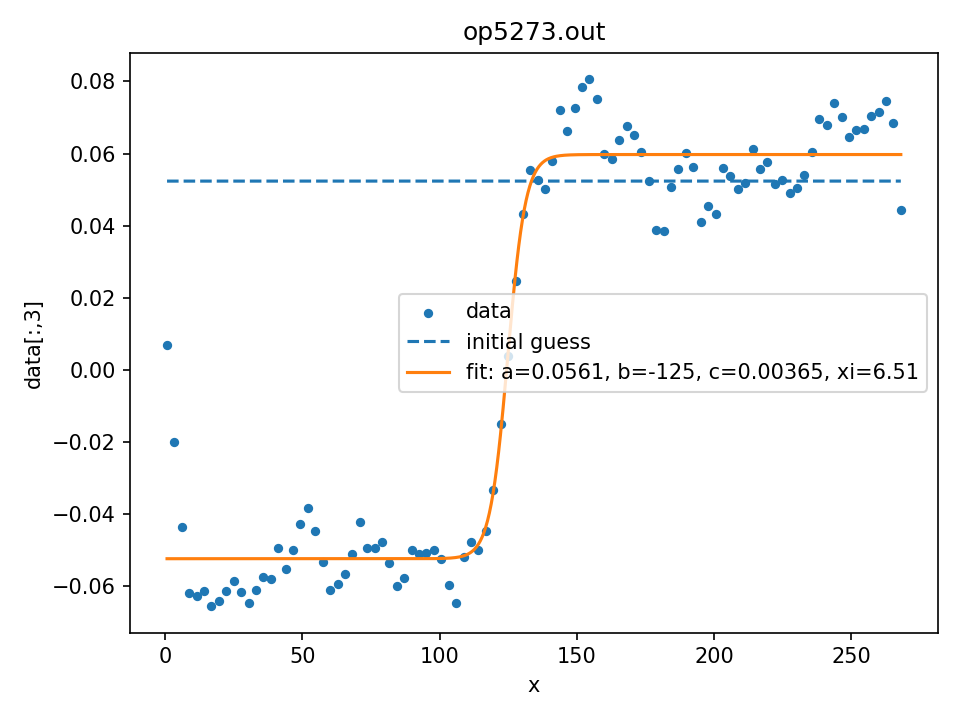 op5273.out
0.08
0.06
0.04
0.02
0.00
−0.02
−0.04
−0.06
data[:,3]
data
initial guess
fit: a=0.0561, b=-125, c=0.00365, xi=6.51
0 50 100 150 200 250
x